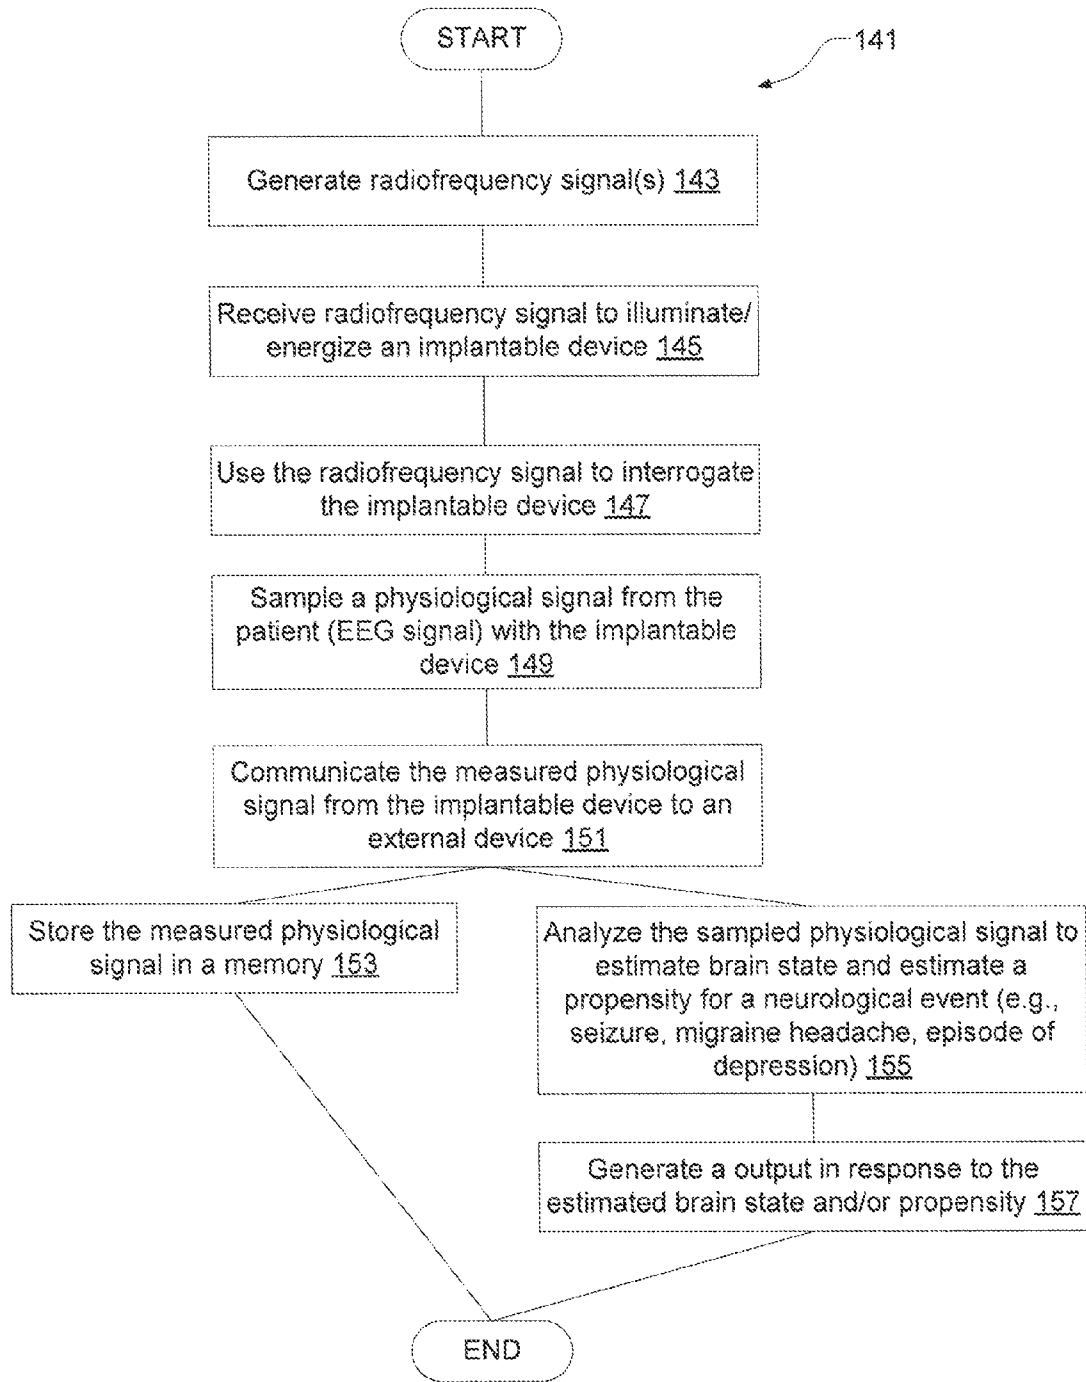 START
141
Generate radiofrequency signal(s) 143
Receive radiofrequency signal to illuminate/
energize an implantable device 145
Use the radiofrequency signal to interrogate
the implantable device 147
Sample a physiological signal from the
patient (EEG signal) with the implantable
device 149
Communicate the measured physiological
signal from the implantable device to an
external device 151
Store the measured physiological
signal in a memory 153
Analyze the sampled physiological signal to
estimate brain state and estimate a
propensity for a neurological event (e.g.,
seizure, migraine headache, episode of
depression) 155
Generate a output in response to the
estimated brain state and/or propensity 157
END